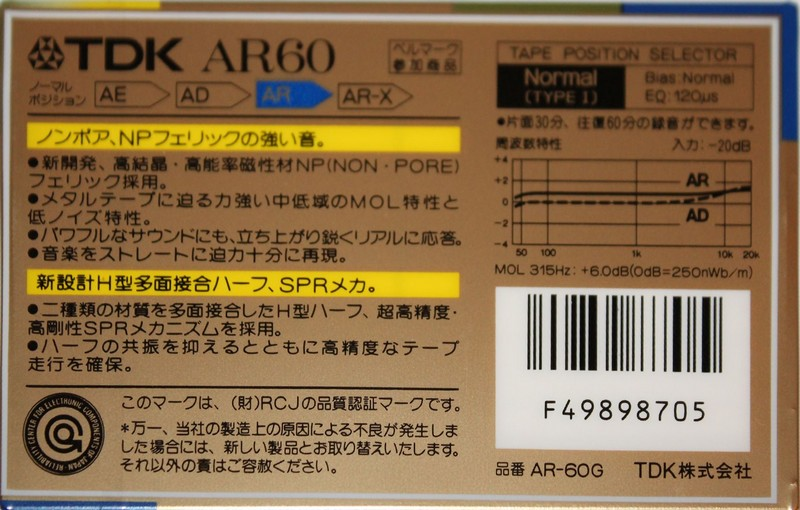 TDK AR60
ベルマーク
参加商品
ノーマル
ポジション
AE AD AR AR-X
ノンポア、NPフェリックの強い音。
●新開発、高結晶・高能率磁性材NP(NON・PORE)
フェリック採用。
●メタルテープに迫る力強い中低域のMOL特性と
低ノイズ特性。
●パワフルなサウンドにも、立ち上がり鋭くリアルに応答。
●音楽をストレートに迫力十分に再現。
新設計H型多面接合ハーフ、SPRメカ。
●二種類の材質を多面接合したH型ハーフ、超高精度・
高剛性SPRメカニズムを採用。
●ハーフの共振を抑えるとともに高精度なテープ
走行を確保。
RELIABILITY CENTER FOR ELECTRONIC COMPONENTS OF JAPAN
このマークは、(財)RCJの品質認証マークです。
*万一、当社の製造上の原因による不良が発生しま
した場合には、新しい製品とお取り替えいたします。
それ以外の責はご容赦ください。
TAPE POSITION SELECTOR
Normal
[TYPE I]
Bias:Normal
EQ:120μs
●片面30分、往復60分の録音ができます。
周波数特性 入力:-20dB
+4
+2
0
-2
-4
AR
AD
50 100 1k 10k 20k
MOL 315Hz: +6.0dB(0dB=250nWb/m)
F49898705
品番 AR-60G TDK株式会社